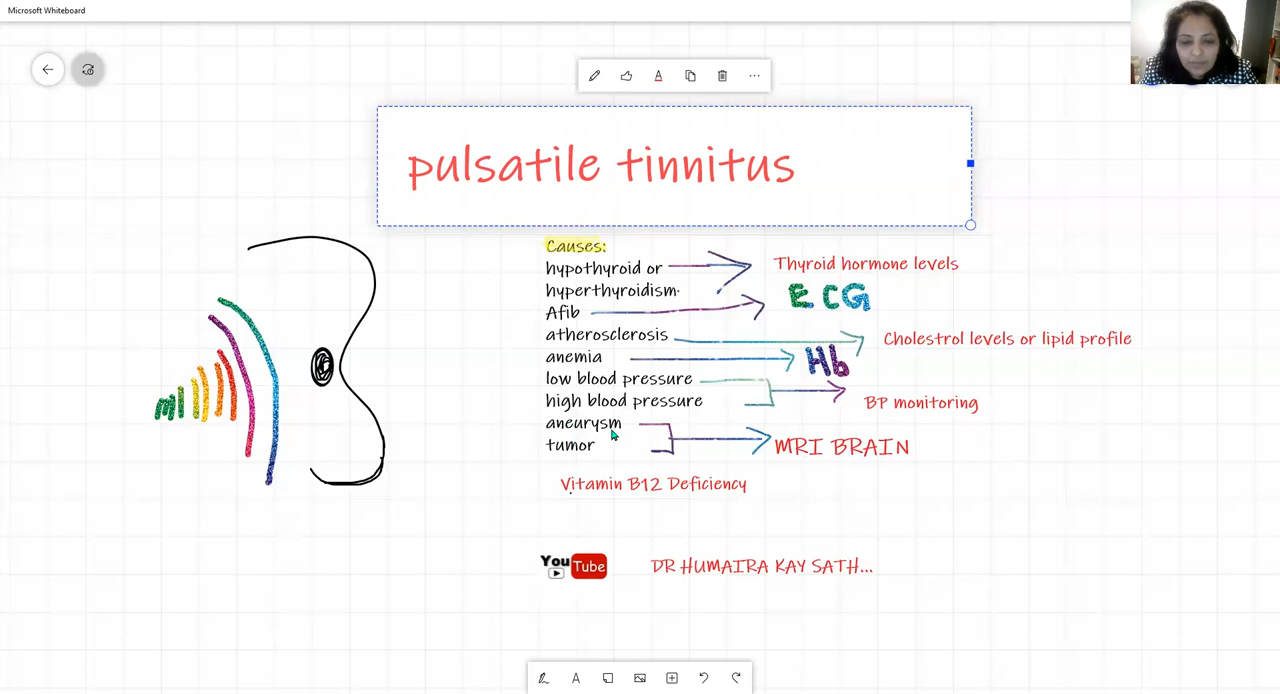 Microsoft Whiteboard
pulsatile tinnitus
Causes:
hypothyroid or
hyperthyroidism
Afib
atherosclerosis
anemia
low blood pressure
high blood pressure
aneurysm
tumor
Vitamin B12 Deficiency
Thyroid hormone levels
ECG
Cholestrol levels or lipid profile
Hb
BP monitoring
MRI BRAIN
YouTube
DR HUMAIRA KAY SATH...